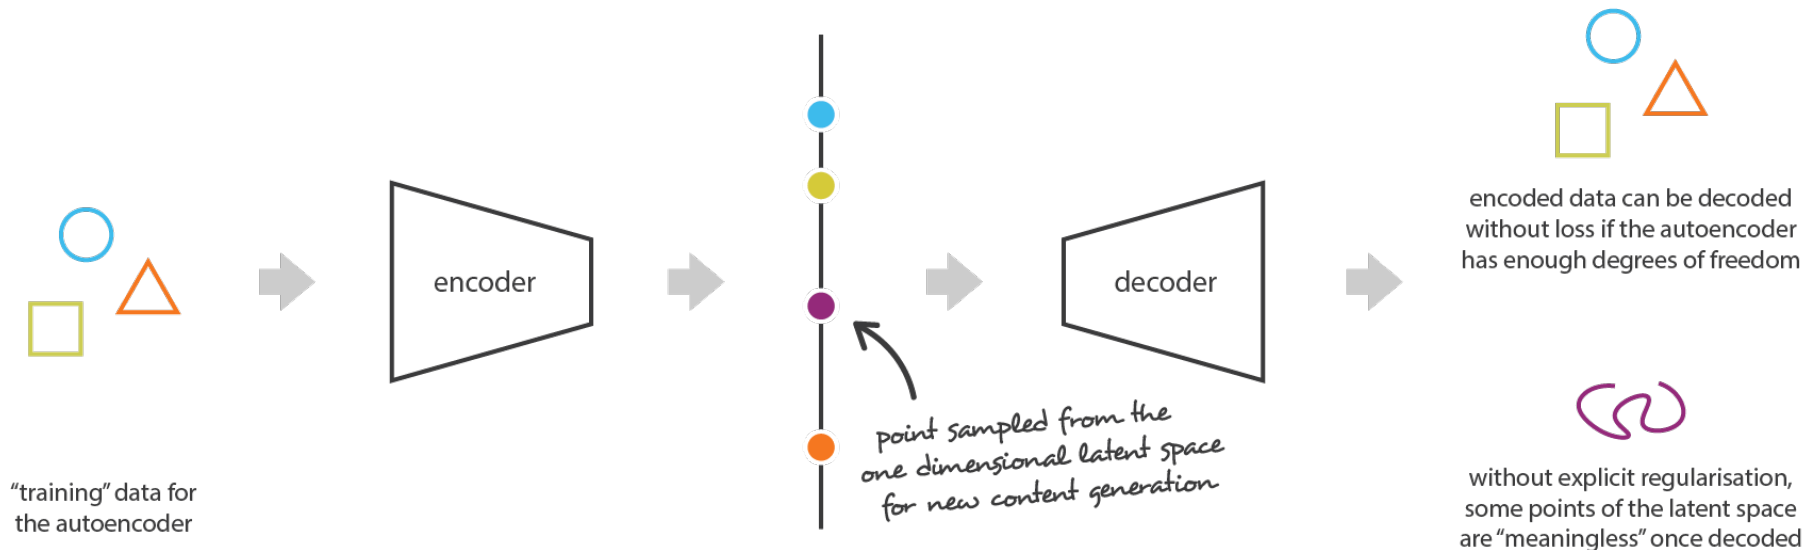 encoder
decoder
encoded data can be decoded
without loss if the autoencoder
has enough degrees of freedom
point sampled from the
one dimensional latent space
for new content generation
“training” data for
the autoencoder
without explicit regularisation,
some points of the latent space
are “meaningless” once decoded